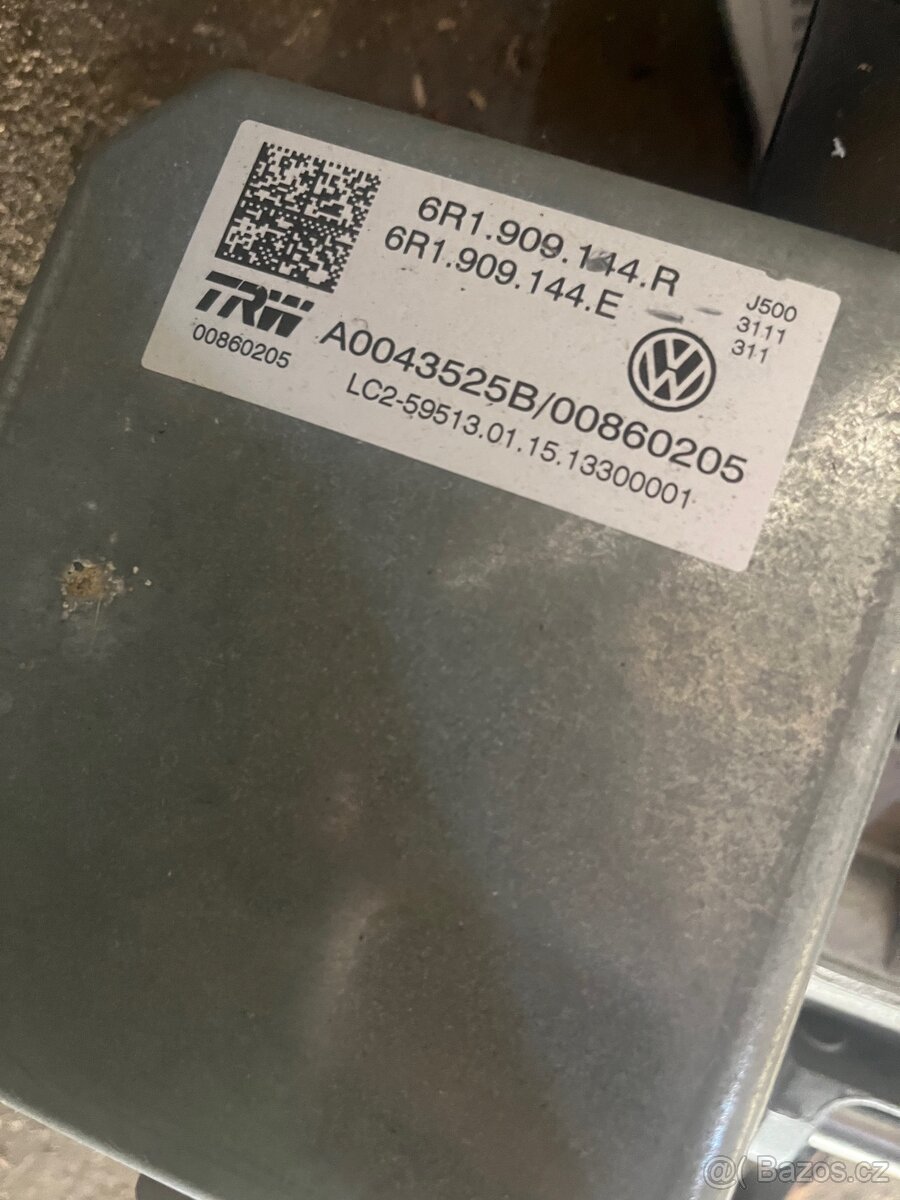 6R1.909.144.R
6R1.909.144.E
J500
3111
311
TRW
00860205
A0043525B/00860205
LC2-59513.01.15.13300001
@( Bazos.cz